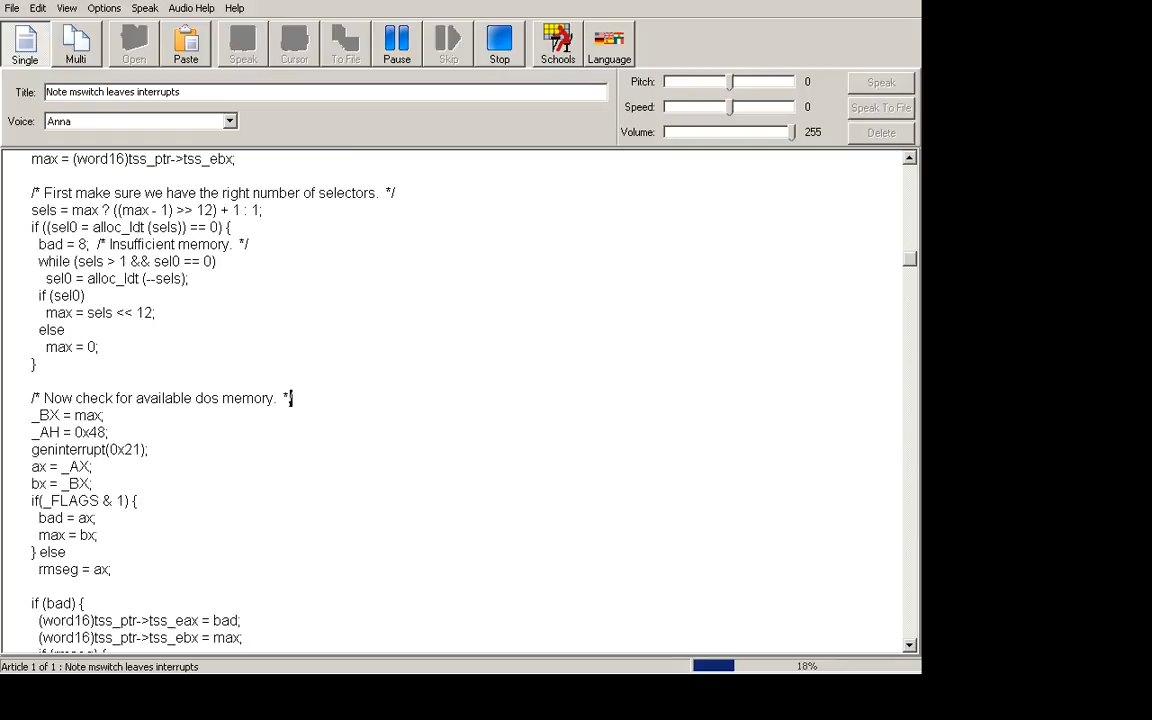 File Edit View Options Speak Audio Help Help
Single Multi Open Paste Speak Cursor To File Pause Skip Stop Schools Language
Title: Note mswitch leaves interrupts
Voice: Anna
Pitch: 0 Speak
Speed: 0 Speak To File
Volume: 255 Delete
max = (word16)tss_ptr->tss_ebx;
/* First make sure we have the right number of selectors.  */
sels = max ? ((max - 1) >> 12) + 1 : 1;
if ((sel0 = alloc_ldt (sels)) == 0) {
bad = 8;  /* Insufficient memory.  */
while (sels > 1 && sel0 == 0)
sel0 = alloc_ldt (--sels);
if (sel0)
max = sels << 12;
else
max = 0;
}
/* Now check for available dos memory.  */
_BX = max;
_AH = 0x48;
geninterrupt(0x21);
ax = _AX;
bx = _BX;
if(_FLAGS & 1) {
bad = ax;
max = bx;
} else
rmseg = ax;
if (bad) {
(word16)tss_ptr->tss_eax = bad;
(word16)tss_ptr->tss_ebx = max;
if (rmseg) {
Article 1 of 1 : Note mswitch leaves interrupts 18%